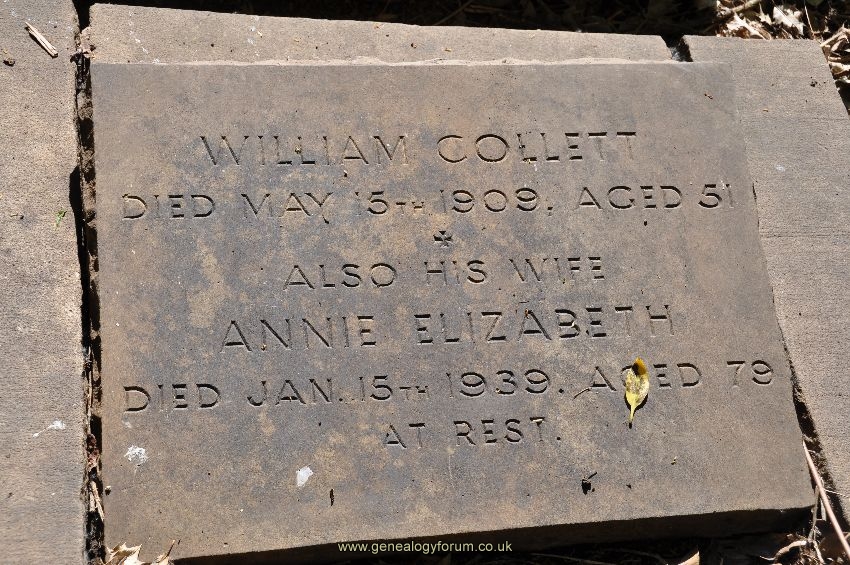 WILLIAM COLLETT
DIED MAY 15TH 1909. AGED 51
ALSO HIS WIFE
ANNIE ELIZABETH
DIED JAN. 15TH 1939. AGED 79
AT REST.
www.genealogyforum.co.uk